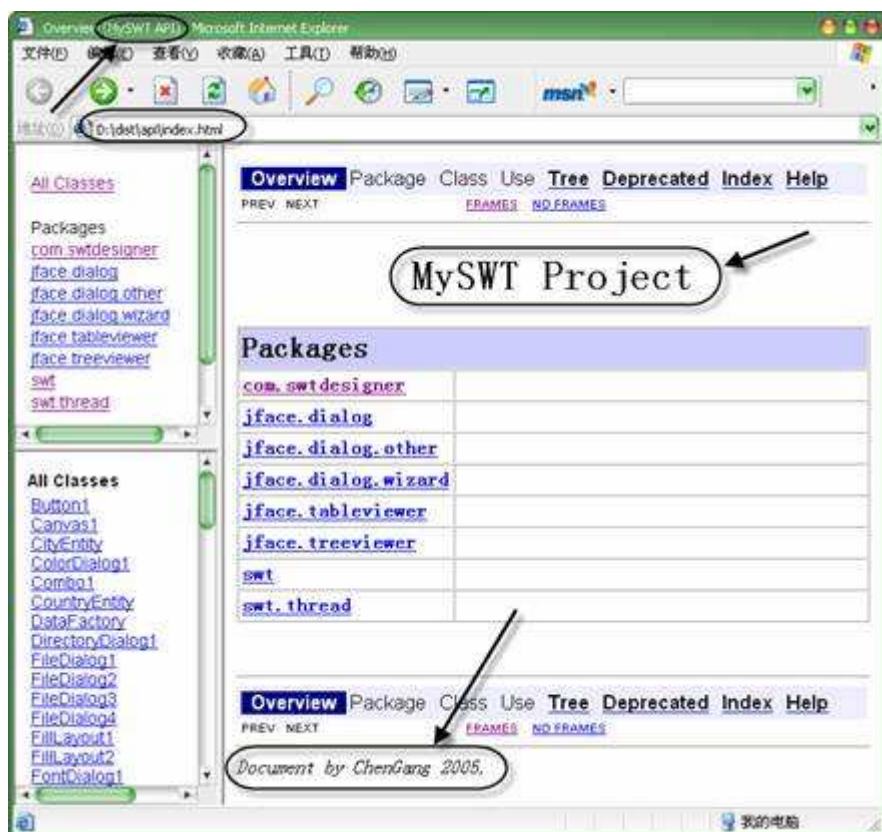 Overview (MySWT API) Microsoft Internet Explorer
文件(F) 编辑(E) 查看(V) 收藏(A) 工具(T) 帮助(H)
msn
地址(D) D:\dist\api\index.html
All Classes
Packages
com.swtdesigner
jface.dialog
jface.dialog.other
jface.dialog.wizard
jface.tableviewer
jface.treeviewer
swt
swt.thread
All Classes
Button1
Canvas1
CityEntity
ColorDialog1
Combo1
CountryEntity
DataFactory
DirectoryDialog1
FileDialog1
FileDialog2
FileDialog3
FileDialog4
FillLayout1
FillLayout2
FontDialog1
Overview Package Class Use Tree Deprecated Index Help
PREV NEXT FRAMES NO FRAMES
MySWT Project
Packages
com.swtdesigner
jface.dialog
jface.dialog.other
jface.dialog.wizard
jface.tableviewer
jface.treeviewer
swt
swt.thread
Overview Package Class Use Tree Deprecated Index Help
PREV NEXT FRAMES NO FRAMES
Document by ChenGang 2005.
我的电脑